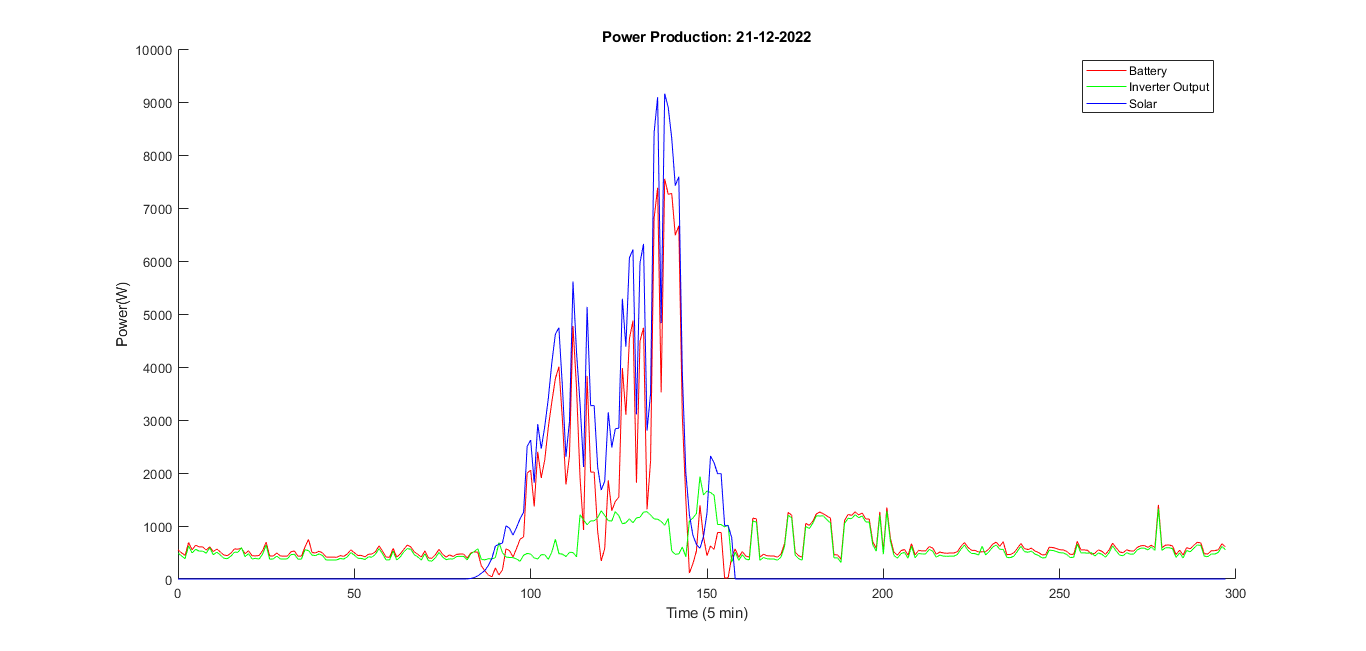 Power Production: 21-12-2022
10000
9000
8000
7000
6000
5000
4000
3000
2000
1000
0
Power(W)
Battery
Inverter Output
Solar
0 50 100 150 200 250 300
Time (5 min)